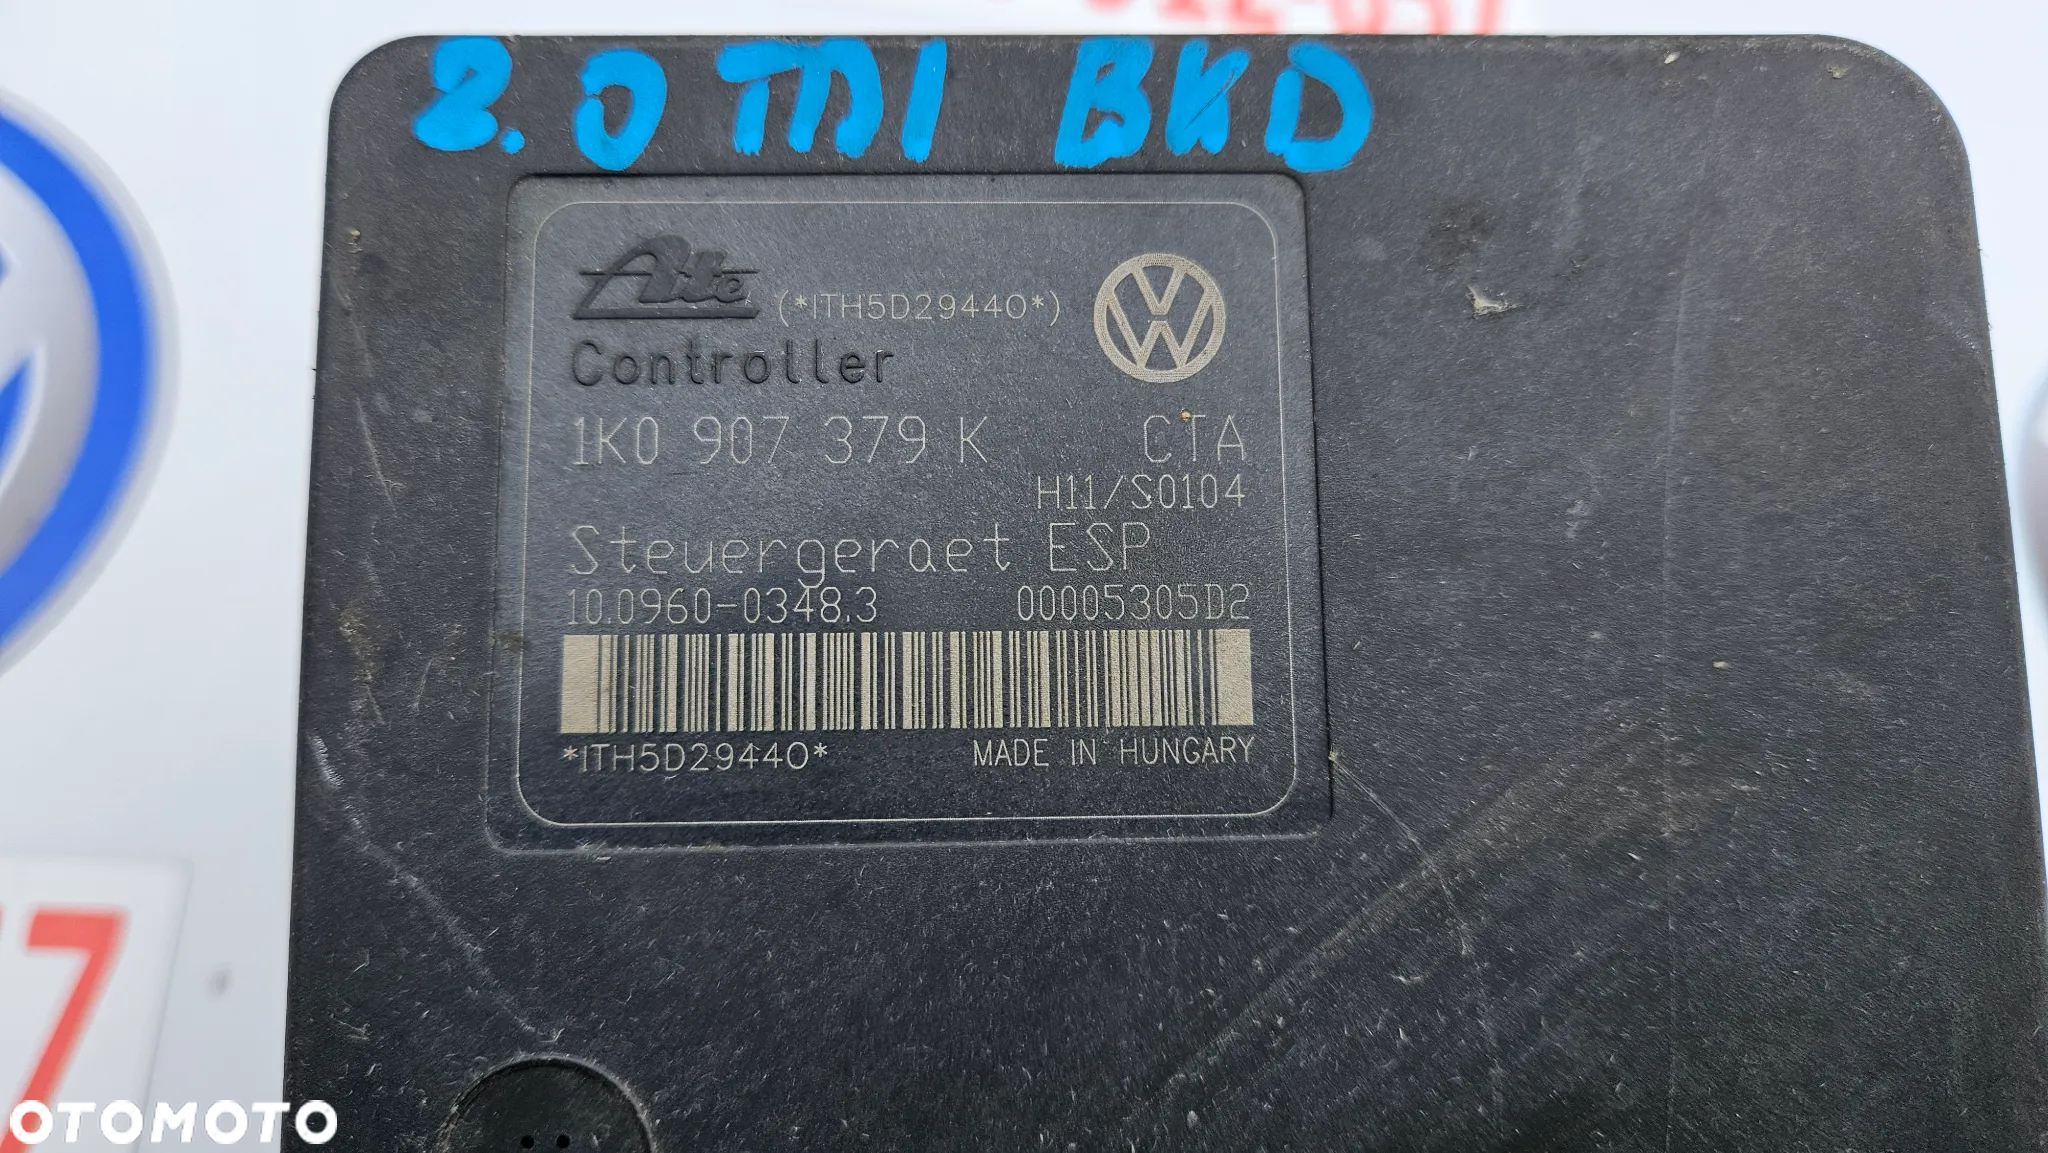 2.0 TDI BKD
Ate (*ITH5D29440*)
Controller
1K0 907 379 K CTA
H11/S0104
Steuergeraet ESP
10.0960-0348.3 00005305D2
*ITH5D29440* MADE IN HUNGARY
7
OTOMOTO